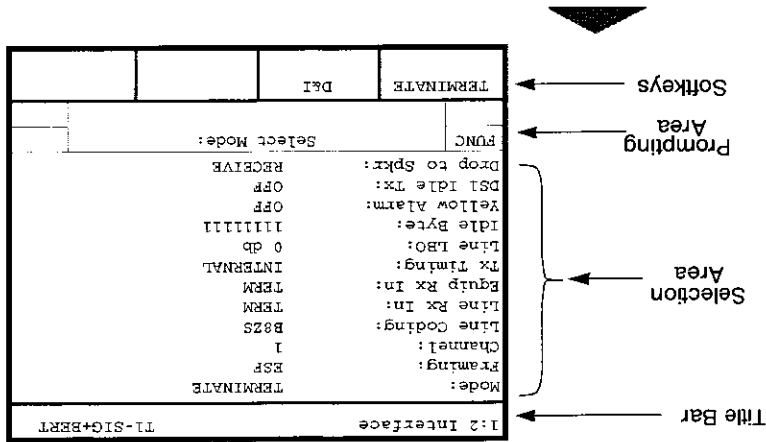 Title Bar
1:2 Interface T1-SIG+BERT
Selection
Area
Mode: TERMINATE
Framing: ESF
Channel: 1
Line Coding: B8ZS
Line Rx In: TERM
Equip Rx In: TERM
Tx Timing: INTERNAL
Line LBO: 0 db
Idle Byte: 11111111
Yellow Alarm: OFF
DS1 Idle Tx: OFF
Drop to Spkr: RECEIVE
Prompting
Area
FUNC Select Mode:
Softkeys
TERMINATE D&I